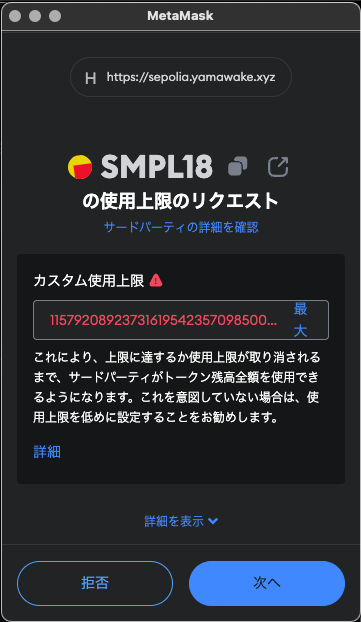 MetaMask
H https://sepolia.yamawake.xyz
SMPL18
の使用上限のリクエスト
サードパーティの詳細を確認
カスタム使用上限
11579208923731619542357098500... 最
大
これにより、上限に達するか使用上限が取り消される
まで、サードパーティがトークン残高全額を使用でき
るようになります。これを意図していない場合は、使
用上限を低めに設定することをお勧めします。
詳細
詳細を表示
拒否
次へ